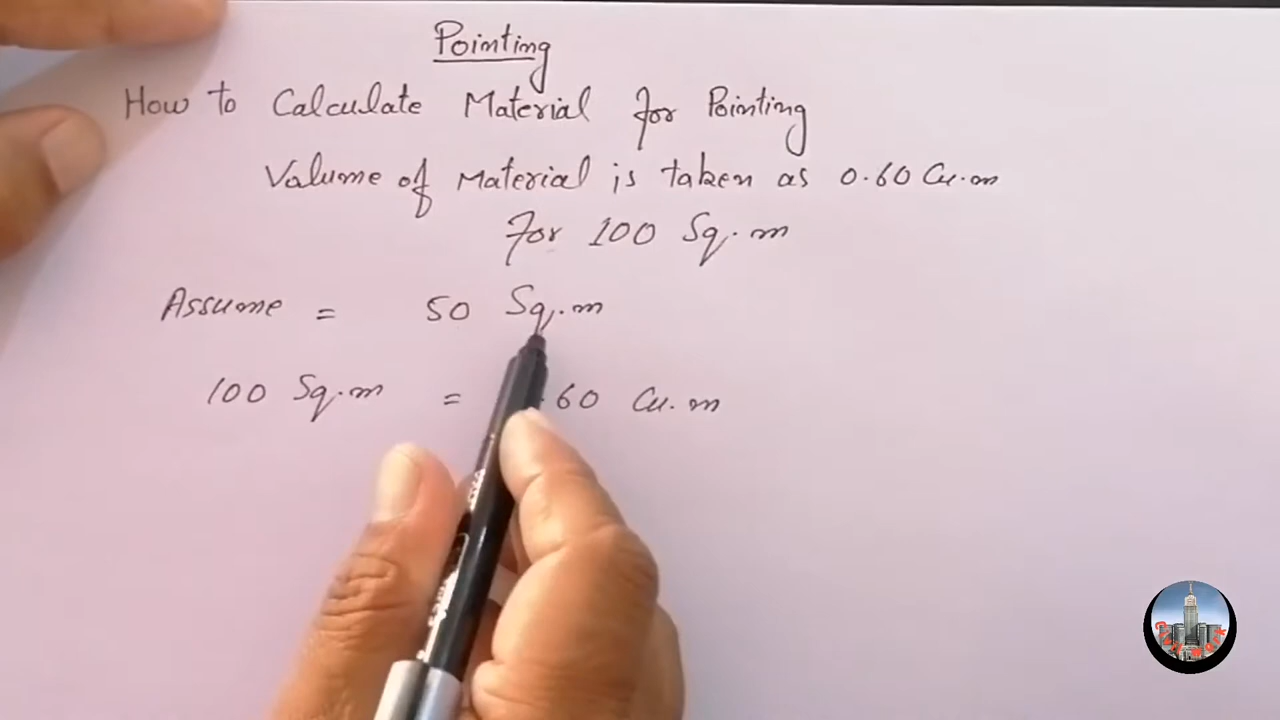 Pointing
How to Calculate Material for Pointing
Valume of Material is taken as 0.60 Cu.m
For 100 Sq.m
Assume = 50 Sq.m
100 Sq.m = .60 Cu.m